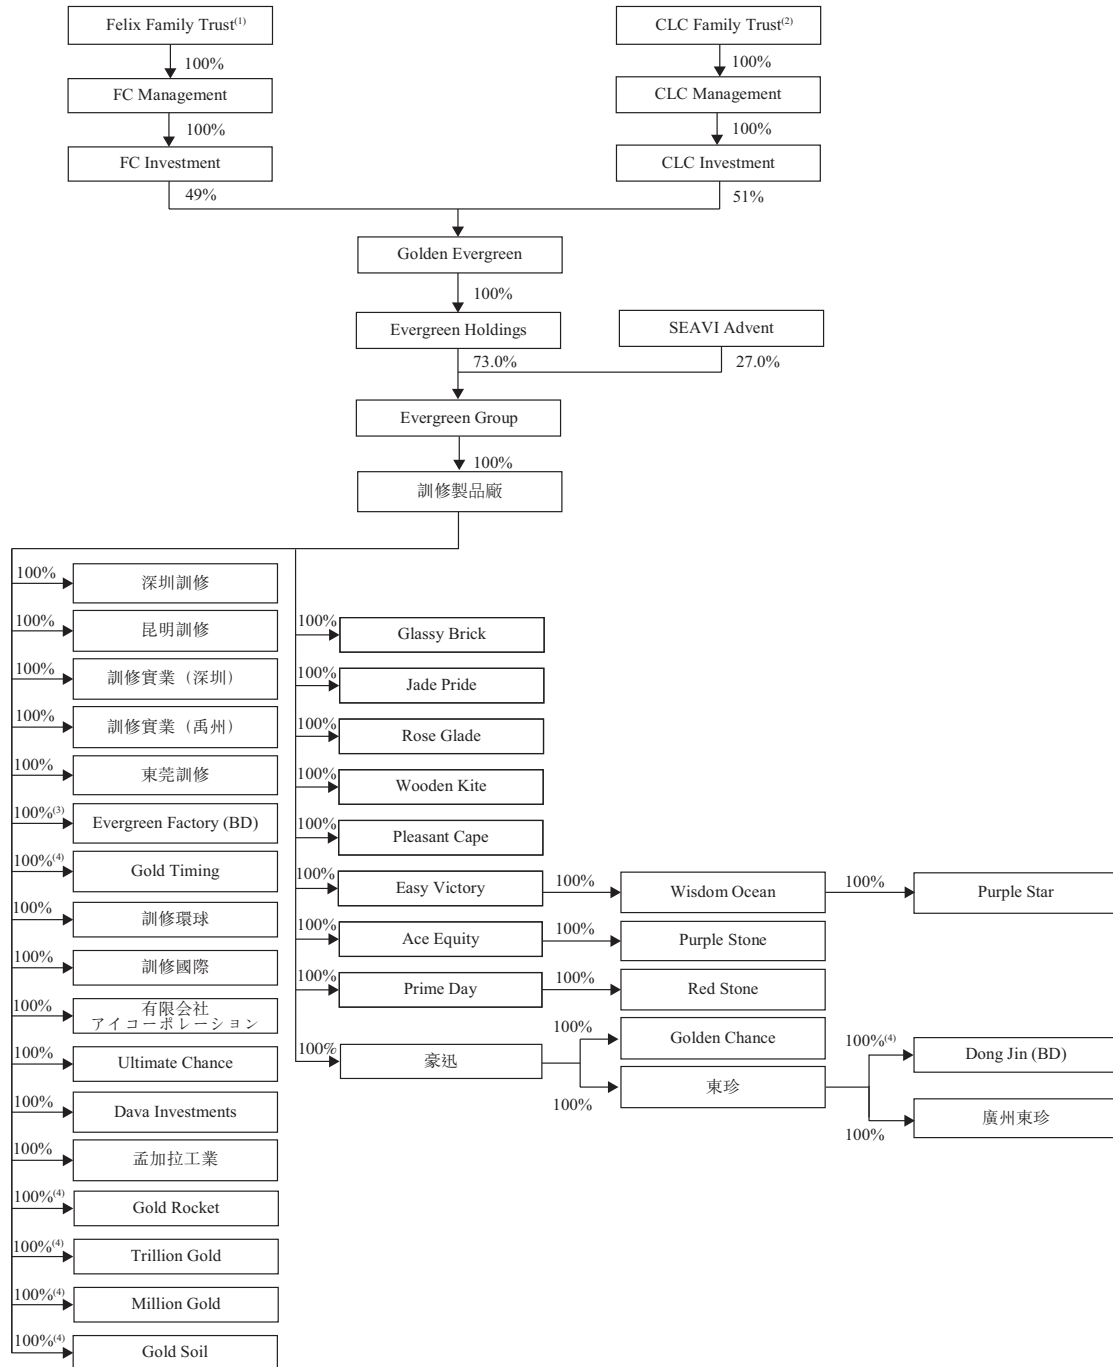 Felix Family Trust(1)
CLC Family Trust(2)
100%
100%
FC Management
CLC Management
100%
100%
FC Investment
CLC Investment
49%
51%
Golden Evergreen
100%
Evergreen Holdings
SEAVI Advent
73.0%
27.0%
Evergreen Group
100%
訓修製品廠
100%
深圳訓修
100%
昆明訓修
100%
訓修實業（深圳）
100%
訓修實業（禹州）
100%
東莞訓修
100%(3)
Evergreen Factory (BD)
100%(4)
Gold Timing
100%
訓修環球
100%
訓修國際
100%
有限会社
アイコーポレーション
100%
Ultimate Chance
100%
Dava Investments
100%
孟加拉工業
100%(4)
Gold Rocket
100%(4)
Trillion Gold
100%(4)
Million Gold
100%(4)
Gold Soil
100%
Glassy Brick
100%
Jade Pride
100%
Rose Glade
100%
Wooden Kite
100%
Pleasant Cape
100%
Easy Victory
100%
Wisdom Ocean
100%
Purple Star
100%
Ace Equity
100%
Purple Stone
100%
Prime Day
100%
Red Stone
100%
豪迅
100%
Golden Chance
100%
東珍
100%(4)
Dong Jin (BD)
100%
廣州東珍